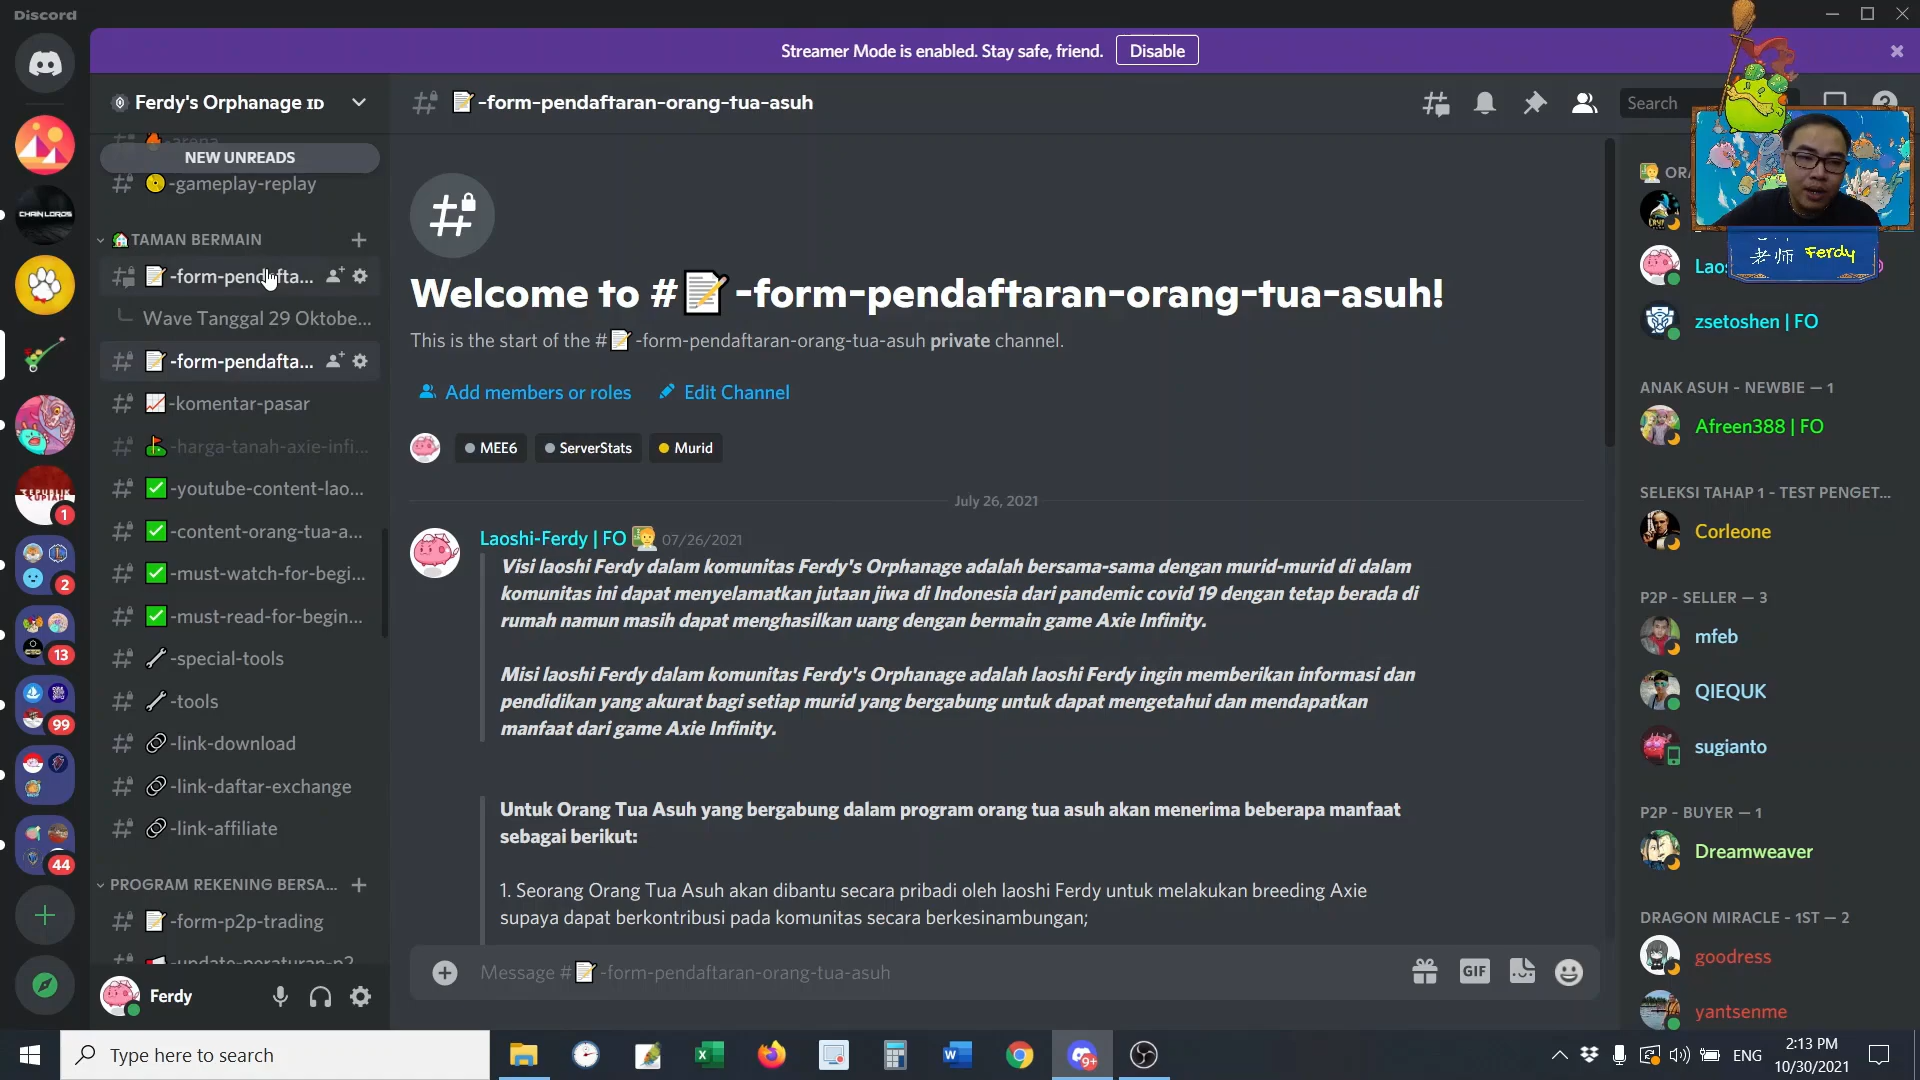 Discord
Streamer Mode is enabled. Stay safe, friend.
Disable
Ferdy's Orphanage ID
NEW UNREADS
-gameplay-replay
TAMAN BERMAIN
-form-pendafta...
Wave Tanggal 29 Oktobe...
-form-pendafta...
-komentar-pasar
-harga-tanah-axie-infi...
-youtube-content-lao...
-content-orang-tua-a...
-must-watch-for-begi...
-must-read-for-begin...
-special-tools
-tools
-link-download
-link-daftar-exchange
-link-affiliate
PROGRAM REKENING BERSA...
-form-p2p-trading
-update-peraturan-p2
Ferdy
CHAIN LORDS
1
2
13
99
44
-form-pendaftaran-orang-tua-asuh
Search
Welcome to # -form-pendaftaran-orang-tua-asuh!
This is the start of the # -form-pendaftaran-orang-tua-asuh private channel.
Add members or roles
Edit Channel
MEE6
ServerStats
Murid
July 26, 2021
Laoshi-Ferdy | FO 07/26/2021
Visi laoshi Ferdy dalam komunitas Ferdy's Orphanage adalah bersama-sama dengan murid-murid di dalam
komunitas ini dapat menyelamatkan jutaan jiwa di Indonesia dari pandemic covid 19 dengan tetap berada di
rumah namun masih dapat menghasilkan uang dengan bermain game Axie Infinity.
Misi laoshi Ferdy dalam komunitas Ferdy's Orphanage adalah laoshi Ferdy ingin memberikan informasi dan
pendidikan yang akurat bagi setiap murid yang bergabung untuk dapat mengetahui dan mendapatkan
manfaat dari game Axie Infinity.
Untuk Orang Tua Asuh yang bergabung dalam program orang tua asuh akan menerima beberapa manfaat
sebagai berikut:
1. Seorang Orang Tua Asuh akan dibantu secara pribadi oleh laoshi Ferdy untuk melakukan breeding Axie
supaya dapat berkontribusi pada komunitas secara berkesinambungan;
Message # -form-pendaftaran-orang-tua-asuh
GIF
老师 Ferdy
zsetoshen | FO
ANAK ASUH - NEWBIE — 1
Afreen388 | FO
SELEKSI TAHAP 1 - TEST PENGET...
Corleone
P2P - SELLER — 3
mfeb
QIEQUK
sugianto
P2P - BUYER — 1
Dreamweaver
DRAGON MIRACLE - 1ST — 2
goodress
yantsenme
Type here to search
9+
ENG
2:13 PM
10/30/2021